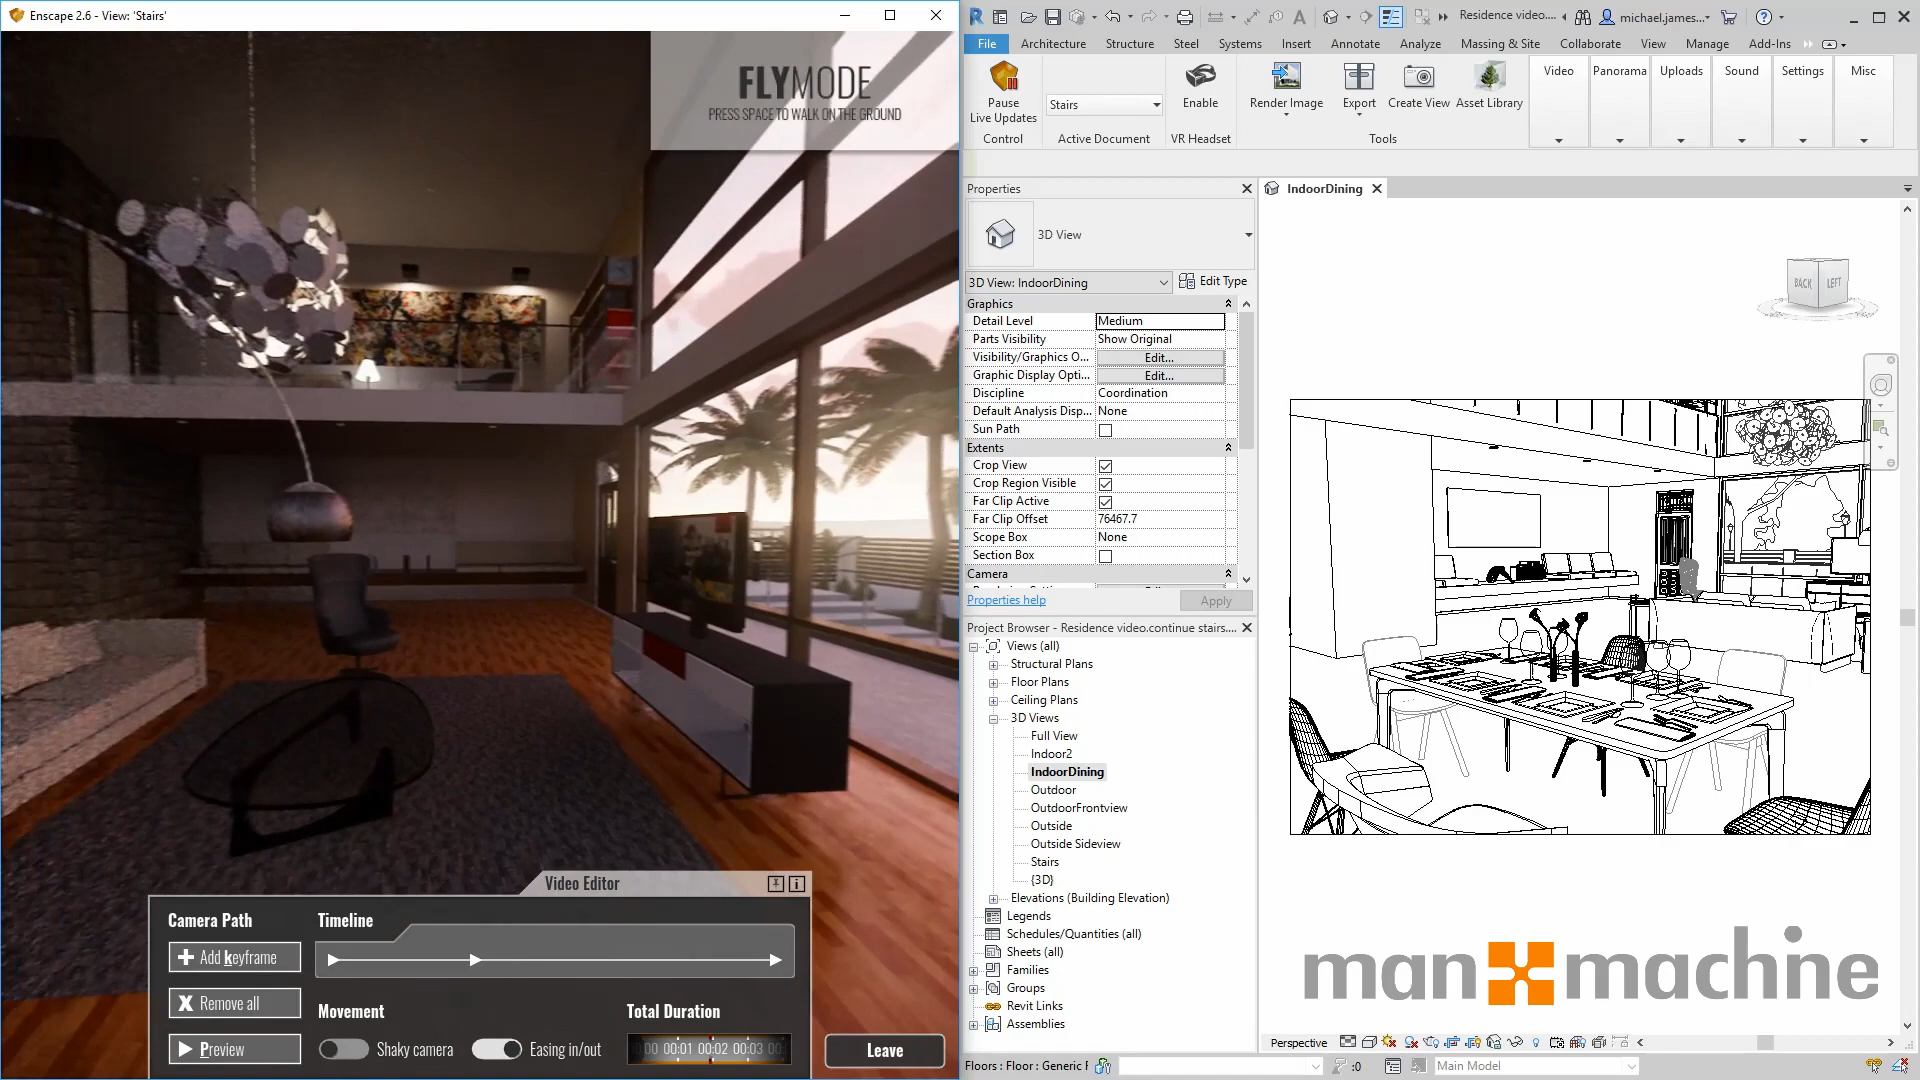 Enscape 2.6 - View: 'Stairs'
FLYMODE
PRESS SPACE TO WALK ON THE GROUND
Video Editor
Camera Path
Timeline
Add keyframe
Remove all
Movement
Total Duration
Preview
Shaky camera
Easing in/out
00:01 00:02 00:03
Leave
Residence video....
michael.james...
File
Architecture
Structure
Steel
Systems
Insert
Annotate
Analyze
Massing & Site
Collaborate
View
Manage
Add-Ins
Pause
Live Updates
Control
Stairs
Active Document
Enable
VR Headset
Render Image
Export
Create View
Asset Library
Tools
Video
Panorama
Uploads
Sound
Settings
Misc
Properties
3D View
3D View: IndoorDining
Edit Type
Graphics
Detail Level Medium
Parts Visibility Show Original
Visibility/Graphics O... Edit...
Graphic Display Opti... Edit...
Discipline Coordination
Default Analysis Disp... None
Sun Path
Extents
Crop View
Crop Region Visible
Far Clip Active
Far Clip Offset 76467.7
Scope Box None
Section Box
Camera
Properties help
Apply
Project Browser - Residence video.continue stairs....
Views (all)
Structural Plans
Floor Plans
Ceiling Plans
3D Views
Full View
Indoor2
IndoorDining
Outdoor
OutdoorFrontview
Outside
Outside Sideview
Stairs
{3D}
Elevations (Building Elevation)
Legends
Schedules/Quantities (all)
Sheets (all)
Families
Groups
Revit Links
Assemblies
IndoorDining
BACK
LEFT
man machine
Perspective
Floors : Floor : Generic F
:0
Main Model